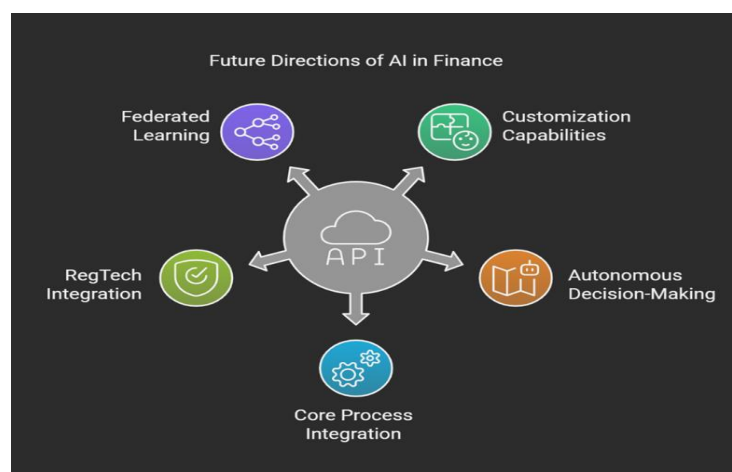 Future Directions of AI in Finance
Federated
Learning
Customization
Capabilities
API
RegTech
Integration
Autonomous
Decision-Making
Core Process
Integration